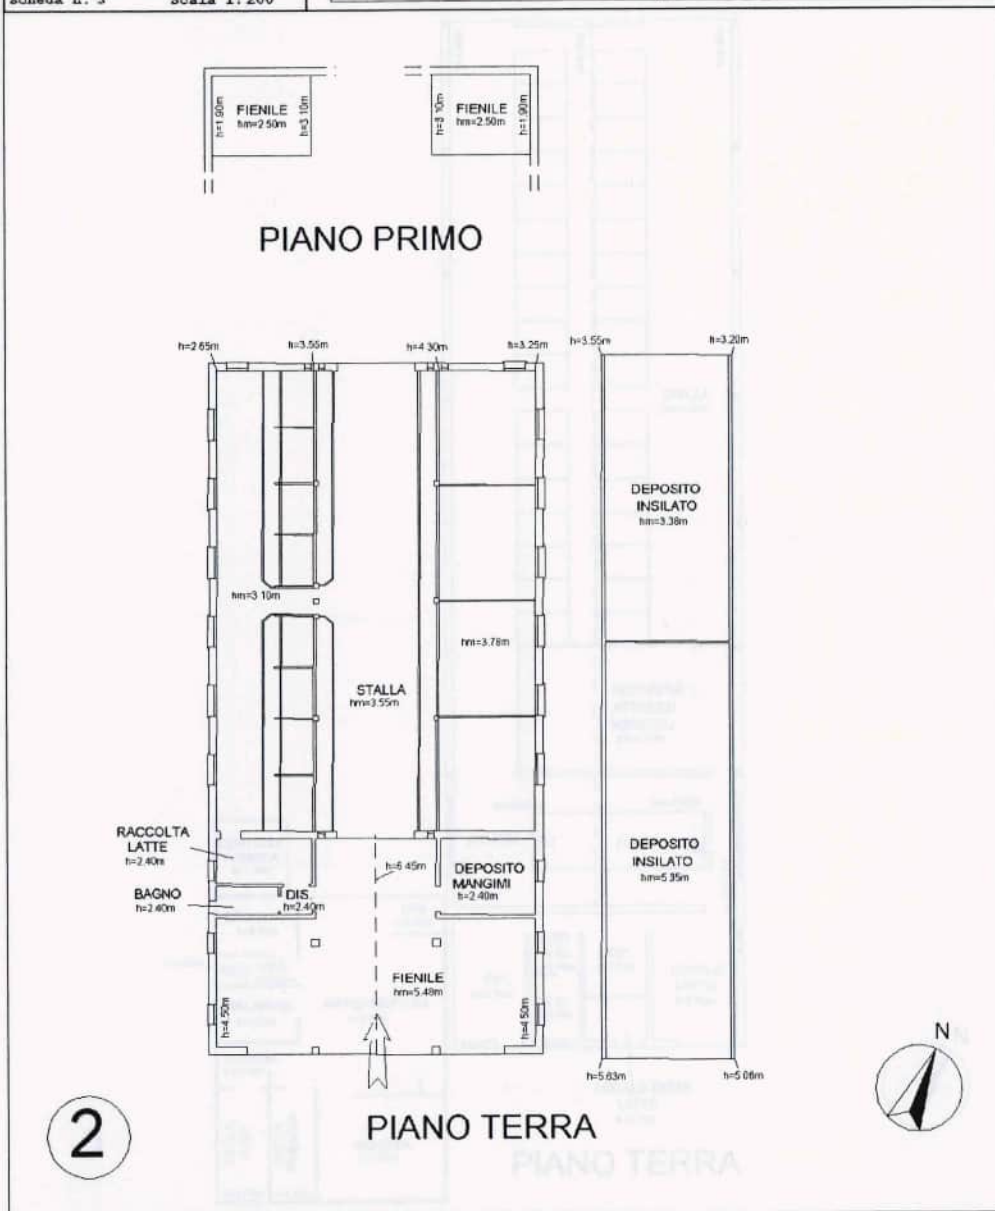 Scheda n. 3 Scala 1:200
FIENILE
hm=2.50m
h=1.90m
h=3.10m
FIENILE
hm=2.50m
h=3.10m
h=1.90m
PIANO PRIMO
h=2.65m
h=3.55m
h=4.30m
h=3.25m
h=3.55m
h=3.20m
DEPOSITO
INSILATO
hm=3.38m
hm=3.10m
hm=3.78m
STALLA
hm=3.55m
RACCOLTA
LATTE
h=2.40m
BAGNO
h=2.40m
DIS.
h=2.40m
h=6.45m
DEPOSITO
MANGIMI
h=2.40m
DEPOSITO
INSILATO
hm=5.35m
FIENILE
hm=5.48m
h=4.50m
h=4.50m
h=5.63m
h=5.06m
N
2
PIANO TERRA
PIANO TERRA